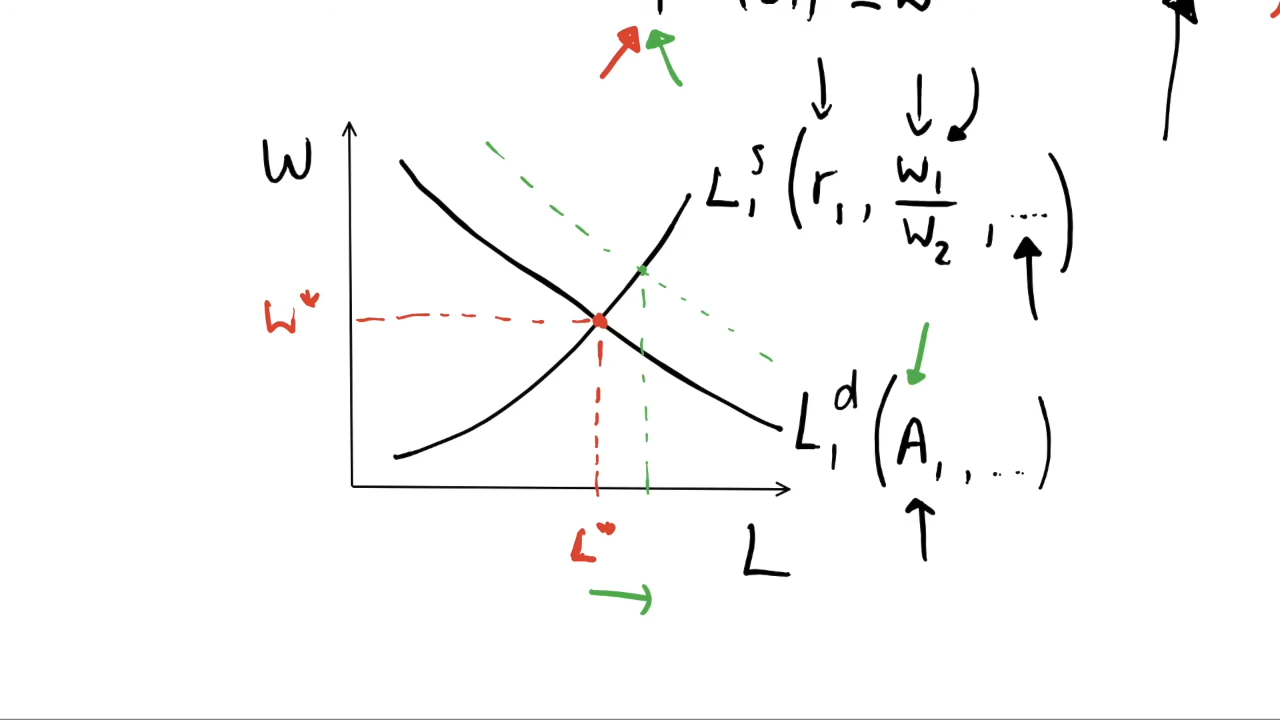 W
L₁ˢ (r₁, w₁/w₂, ....)
W*
L₁ᵈ (A₁, ....)
L*
L